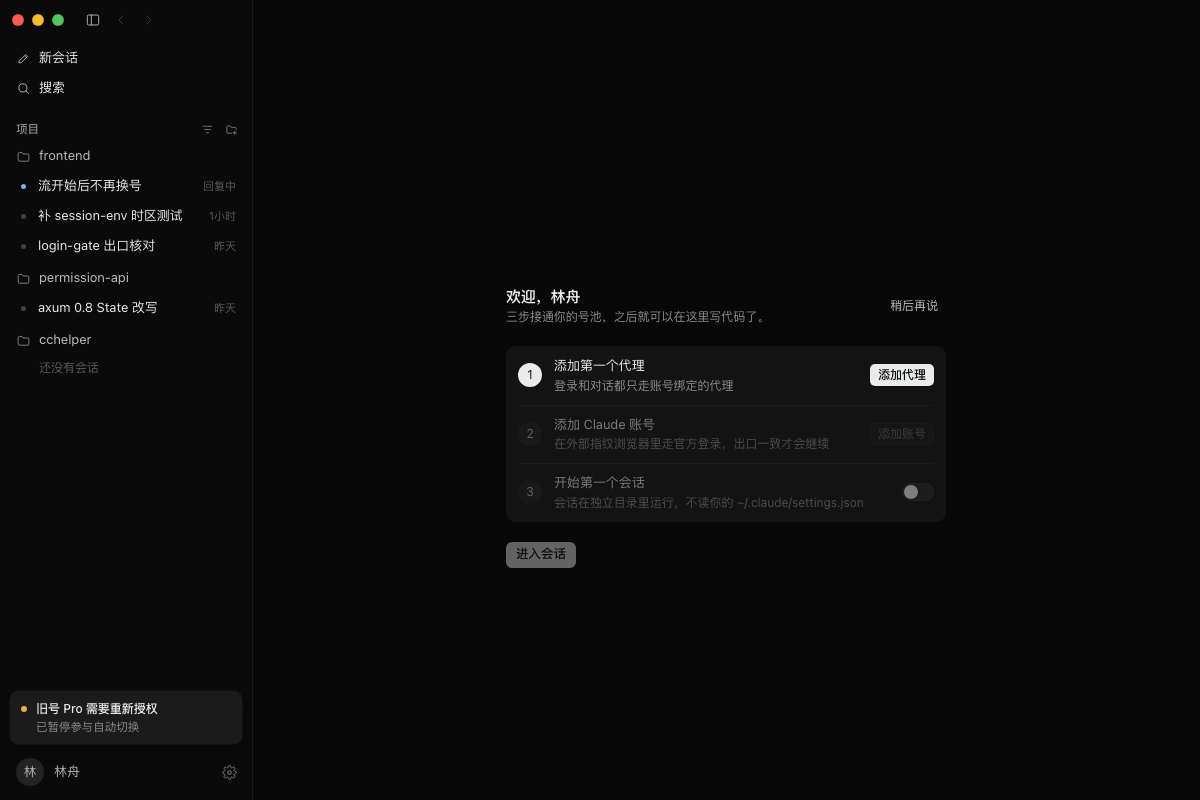 新会话
搜索
项目
frontend
流开始后不再换号 回复中
补 session-env 时区测试 1小时
login-gate 出口核对 昨天
permission-api
axum 0.8 State 改写 昨天
cchelper
还没有会话
旧号 Pro 需要重新授权
已暂停参与自动切换
林 林舟
欢迎，林舟
三步接通你的号池，之后就可以在这里写代码了。
稍后再说
1 添加第一个代理
登录和对话都只走账号绑定的代理
添加代理
2 添加 Claude 账号
在外部指纹浏览器里走官方登录，出口一致才会继续
添加账号
3 开始第一个会话
会话在独立目录里运行，不读你的 ~/.claude/settings.json
进入会话